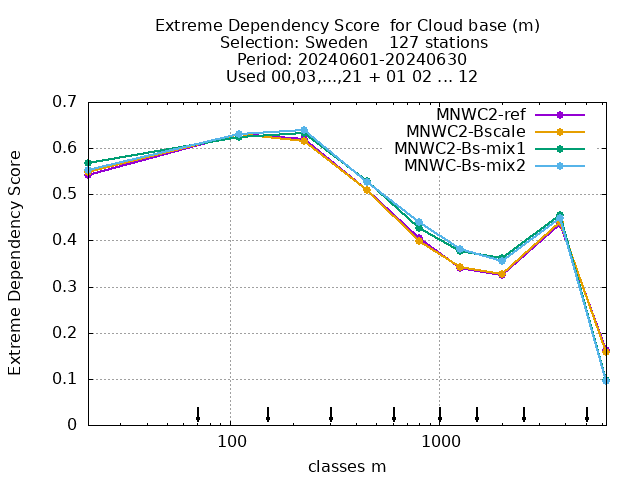 Extreme Dependency Score  for Cloud base (m)
Selection: Sweden    127 stations
Period: 20240601-20240630
Used 00,03,...,21 + 01 02 ... 12
MNWC2-ref
MNWC2-Bscale
MNWC2-Bs-mix1
MNWC-Bs-mix2
Extreme Dependency Score
0.7
0.6
0.5
0.4
0.3
0.2
0.1
0
100
1000
classes m